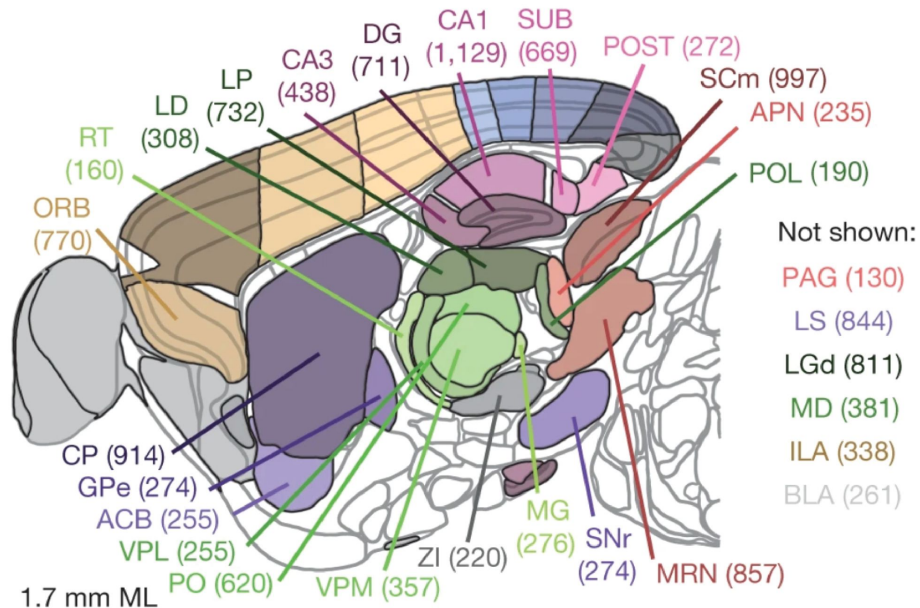 CA1
(1,129)
SUB
(669)
POST (272)
DG
(711)
CA3
(438)
LP
(732)
LD
(308)
RT
(160)
ORB
(770)
SCm (997)
APN (235)
POL (190)
Not shown:
PAG (130)
LS (844)
LGd (811)
MD (381)
ILA (338)
BLA (261)
CP (914)
GPe (274)
ACB (255)
VPL (255)
PO (620)
VPM (357)
ZI (220)
MG
(276)
SNr
(274)
MRN (857)
1.7 mm ML